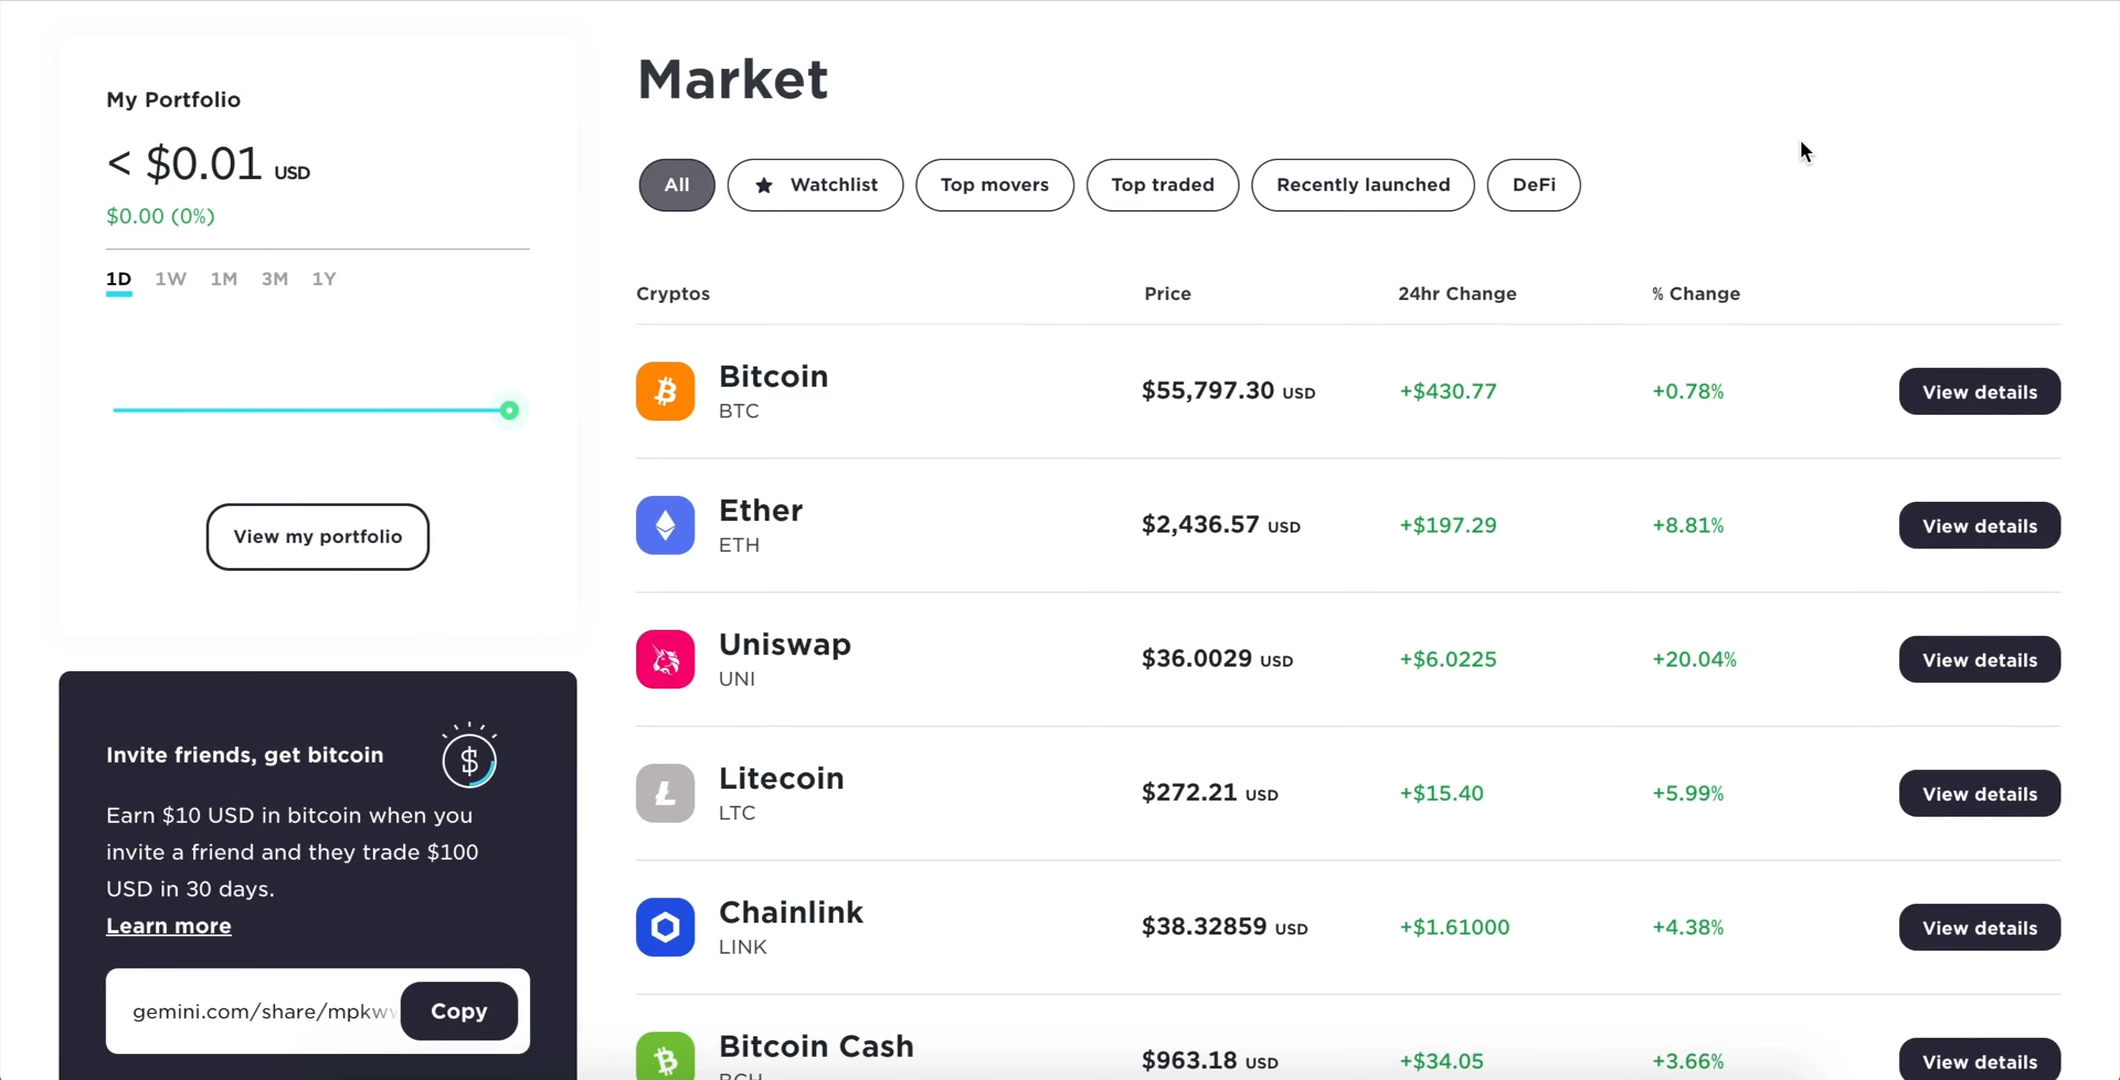 My Portfolio
< $0.01 USD
$0.00 (0%)
1D 1W 1M 3M 1Y
View my portfolio
Invite friends, get bitcoin
Earn $10 USD in bitcoin when you
invite a friend and they trade $100
USD in 30 days.
Learn more
gemini.com/share/mpkw
Copy
Market
All
Watchlist
Top movers
Top traded
Recently launched
DeFi
Cryptos Price 24hr Change % Change
Bitcoin
BTC
$55,797.30 USD +$430.77 +0.78% View details
Ether
ETH
$2,436.57 USD +$197.29 +8.81% View details
Uniswap
UNI
$36.0029 USD +$6.0225 +20.04% View details
Litecoin
LTC
$272.21 USD +$15.40 +5.99% View details
Chainlink
LINK
$38.32859 USD +$1.61000 +4.38% View details
Bitcoin Cash
BCH
$963.18 USD +$34.05 +3.66% View details